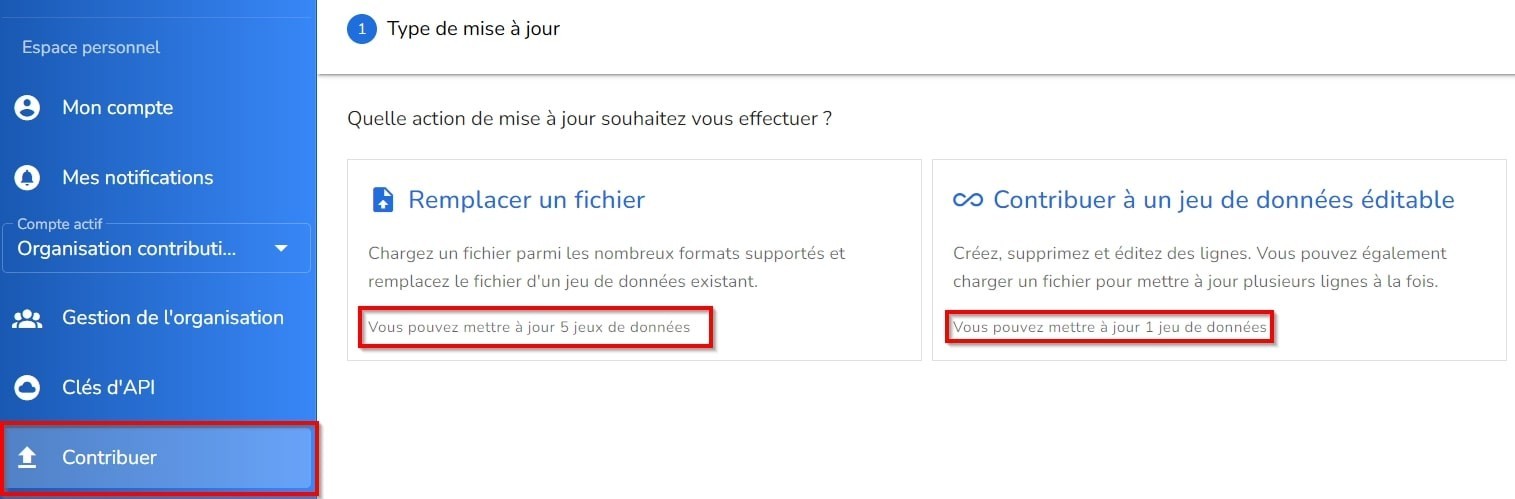 Espace personnel
Mon compte
Mes notifications
Compte actif
Organisation contributi...
Gestion de l'organisation
Clés d'API
Contribuer
1 Type de mise à jour
Quelle action de mise à jour souhaitez vous effectuer ?
Remplacer un fichier
Chargez un fichier parmi les nombreux formats supportés et
remplacez le fichier d'un jeu de données existant.
Vous pouvez mettre à jour 5 jeux de données
Contribuer à un jeu de données éditable
Créez, supprimez et éditez des lignes. Vous pouvez également
charger un fichier pour mettre à jour plusieurs lignes à la fois.
Vous pouvez mettre à jour 1 jeu de données